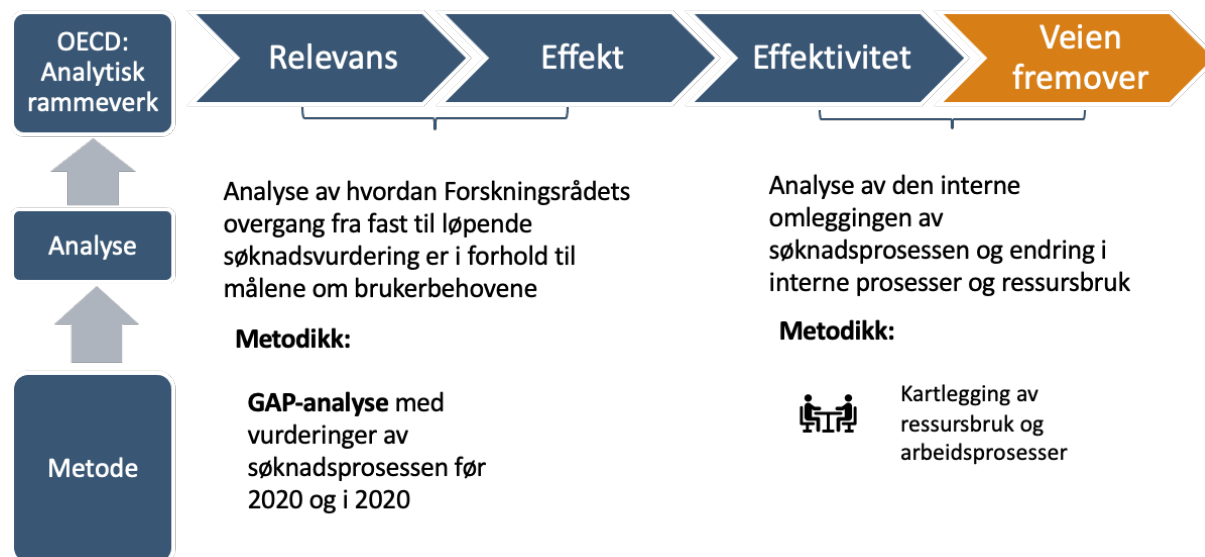 OECD:
Analytisk
rammeverk
Relevans
Effekt
Effektivitet
Veien
fremover
Analyse
Analyse av hvordan Forskningsrådets
overgang fra fast til løpende
søknadsvurdering er i forhold til
målene om brukerbehovene
Metodikk:
Analyse av den interne
omleggingen av
søknadsprosessen og endring i
interne prosesser og ressursbruk
Metodikk:
Metode
GAP-analyse med
vurderinger av
søknadsprosessen før
2020 og i 2020
Kartlegging av
ressursbruk og
arbeidsprosesser